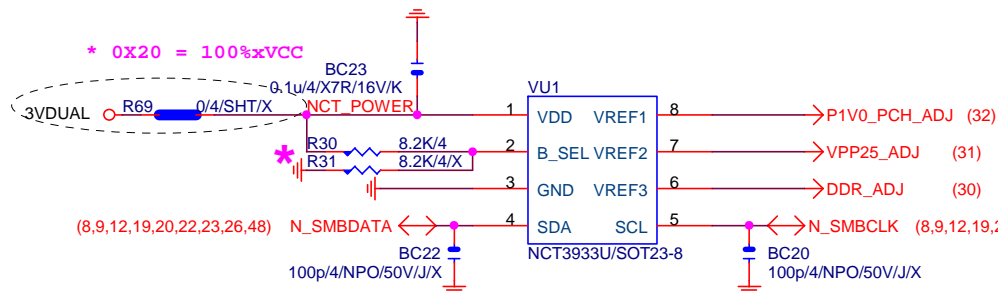 * 0X20 = 100%xVCC
BC23
0.1u/4/X7R/16V/K
VU1
3VDUAL R69 0/4/SHT/X NCT_POWER 1 VDD VREF1 8 P1V0_PCH_ADJ (32)
* R30 8.2K/4 2 B_SEL VREF2 7 VPP25_ADJ (31)
R31 8.2K/4/X
3 GND VREF3 6 DDR_ADJ (30)
(8,9,12,19,20,22,23,26,48) N_SMBDATA 4 SDA SCL 5 N_SMBCLK (8,9,12,19,2
BC22 NCT3933U/SOT23-8 BC20
100p/4/NPO/50V/J/X 100p/4/NPO/50V/J/X